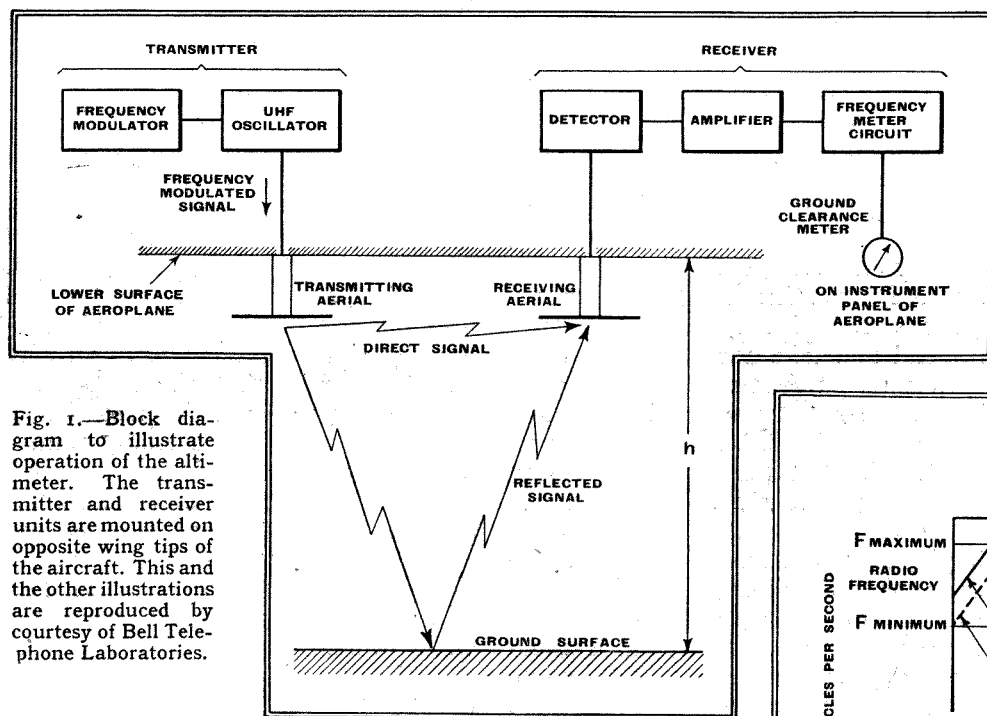 TRANSMITTER
RECEIVER
FREQUENCY
MODULATOR
UHF
OSCILLATOR
DETECTOR
AMPLIFIER
FREQUENCY
METER
CIRCUIT
FREQUENCY
MODULATED
SIGNAL
GROUND
CLEARANCE
METER
LOWER SURFACE
OF AEROPLANE
TRANSMITTING
AERIAL
RECEIVING
AERIAL
ON INSTRUMENT
PANEL OF
AEROPLANE
DIRECT SIGNAL
h
REFLECTED
SIGNAL
GROUND SURFACE
Fig. 1.—Block dia-
gram to illustrate
operation of the alti-
meter. The trans-
mitter and receiver
units are mounted on
opposite wing tips of
the aircraft. This and
the other illustrations
are reproduced by
courtesy of Bell Tele-
phone Laboratories.
F MAXIMUM
RADIO
FREQUENCY
F MINIMUM
CLES PER SECOND